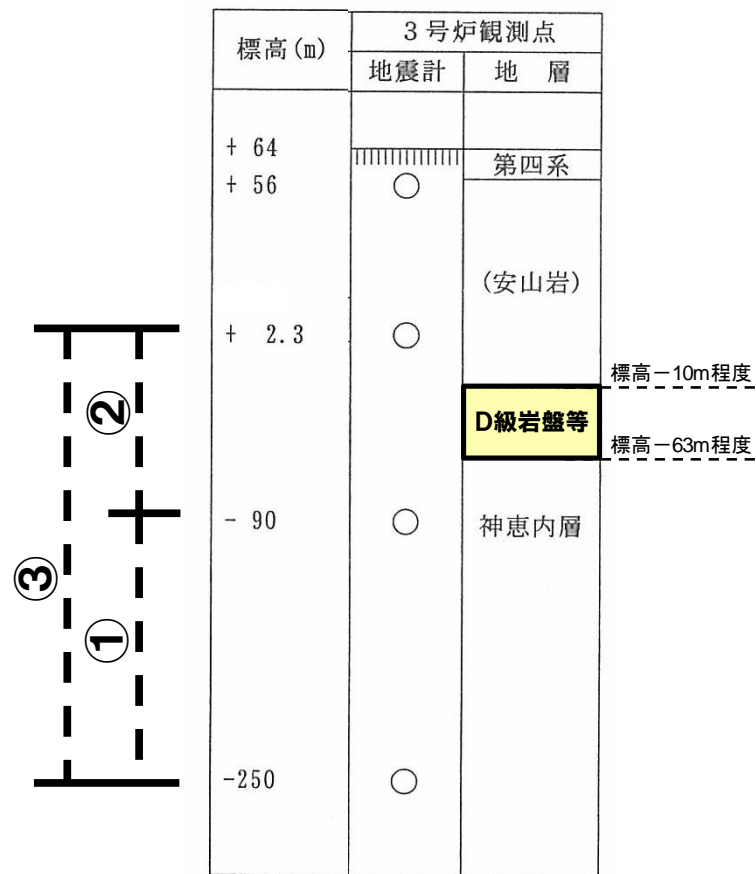 標高(m)
3号炉観測点
地震計
地 層
+ 64
第四系
+ 56
(安山岩)
+ 2.3
標高－10m程度
②
D級岩盤等
標高－63m程度
- 90
神恵内層
③
①
-250